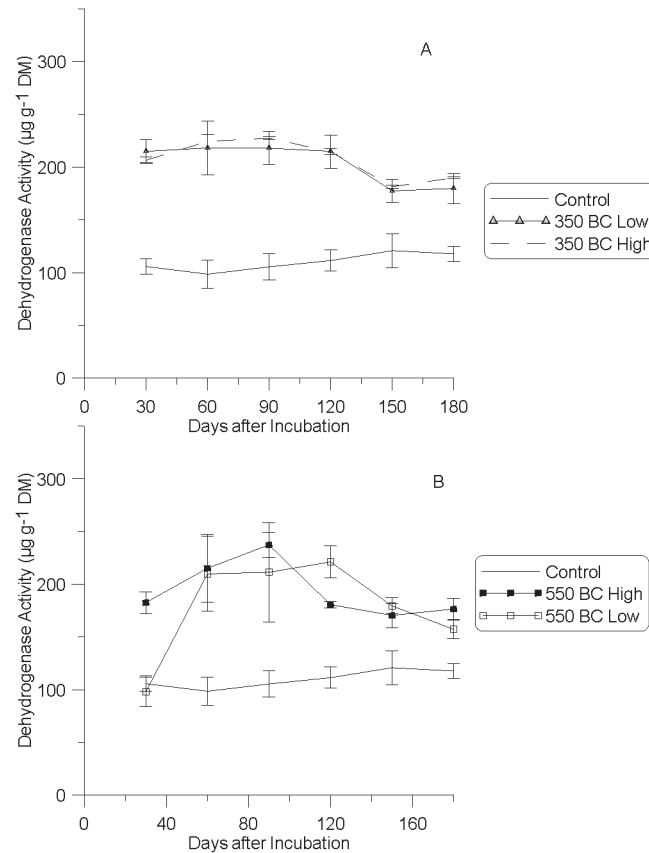 A
Dehydrogenase Activity (µg g-1 DM)
300
200
100
0
0 30 60 90 120 150 180
Days after Incubation
Control
350 BC Low
350 BC High
B
Dehydrogenase Activity (µg g-1 DM)
300
200
100
0
0 40 80 120 160
Days after Incubation
Control
550 BC High
550 BC Low